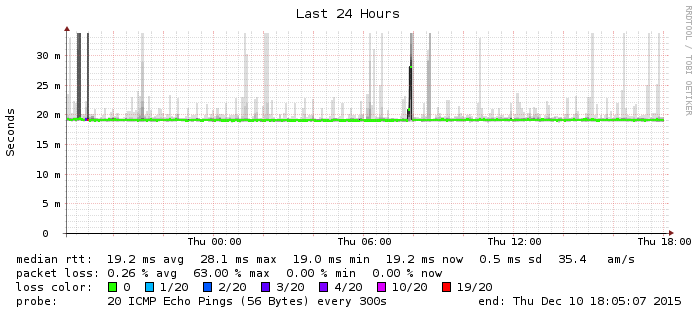 Last 24 Hours
RRDTOOL / TOBI OETIKER
Seconds
30 m
25 m
20 m
15 m
10 m
5 m
0
Thu 00:00 Thu 06:00 Thu 12:00 Thu 18:00
median rtt: 19.2 ms avg 28.1 ms max 19.0 ms min 19.2 ms now 0.5 ms sd 35.4 am/s
packet loss: 0.26 % avg 63.00 % max 0.00 % min 0.00 % now
loss color: 0 1/20 2/20 3/20 4/20 10/20 19/20
probe: 20 ICMP Echo Pings (56 Bytes) every 300s end: Thu Dec 10 18:05:07 2015